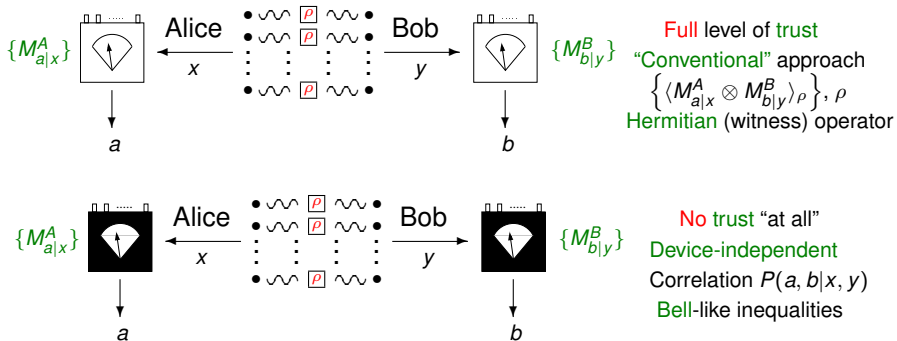 Alice
ρ
ρ
ρ
Bob
{M^A_{a|x}}
x
y
{M^B_{b|y}}
a
b
Full level of trust
“Conventional” approach
{⟨M^A_{a|x} ⊗ M^B_{b|y}⟩_ρ}, ρ
Hermitian (witness) operator
Alice
ρ
ρ
ρ
Bob
{M^A_{a|x}}
x
y
{M^B_{b|y}}
a
b
No trust “at all”
Device-independent
Correlation P(a, b|x, y)
Bell-like inequalities